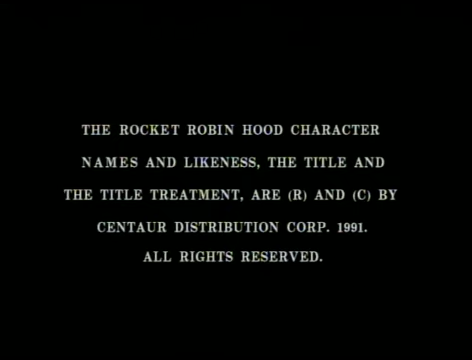 THE ROCKET ROBIN HOOD CHARACTER
NAMES AND LIKENESS, THE TITLE AND
THE TITLE TREATMENT, ARE (R) AND (C) BY
CENTAUR DISTRIBUTION CORP. 1991.
ALL RIGHTS RESERVED.